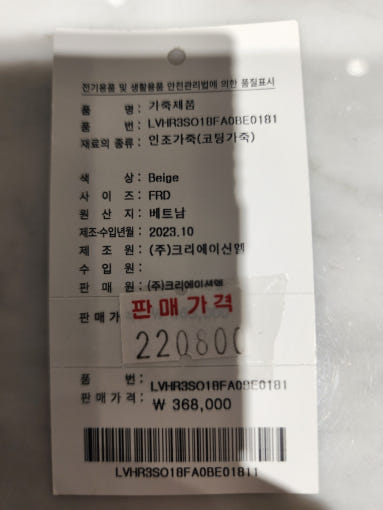 전기용품 및 생활용품 안전관리법에 의한 품질표시
품 명: 가죽제품
품 번: LVHR3SO18FA0BE0181
재료의 종류: 인조가죽(코팅가죽)
색 상: Beige
사 이 즈: FRD
원 산 지: 베트남
제조·수입년월: 2023.10
제 조 원: (주)크리에이션엘
수 입 원:
판 매 원: (주)크리에이션엘
판매가
판매가격
220800
품 번: LVHR3SO18FA0BE0181
판매가격: ₩ 368,000
LVHR3SO18FA0BE01811